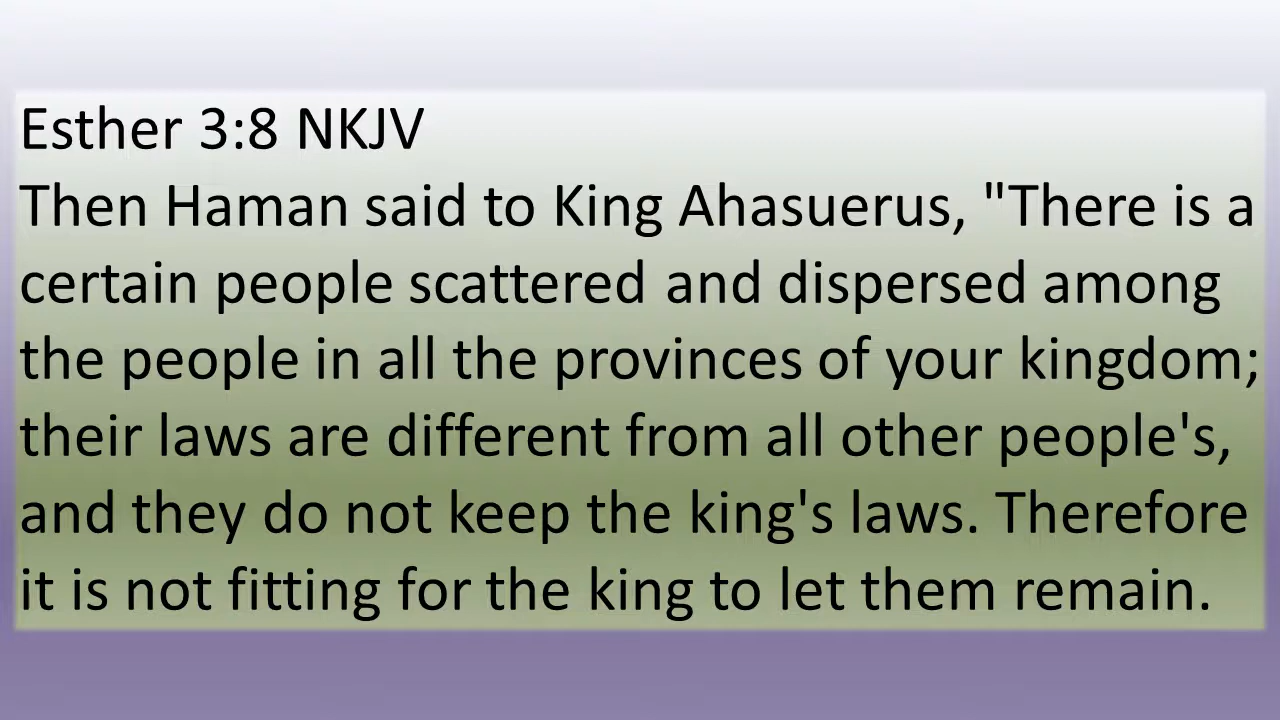 Esther 3:8 NKJV
Then Haman said to King Ahasuerus, "There is a
certain people scattered and dispersed among
the people in all the provinces of your kingdom;
their laws are different from all other people's,
and they do not keep the king's laws. Therefore
it is not fitting for the king to let them remain.